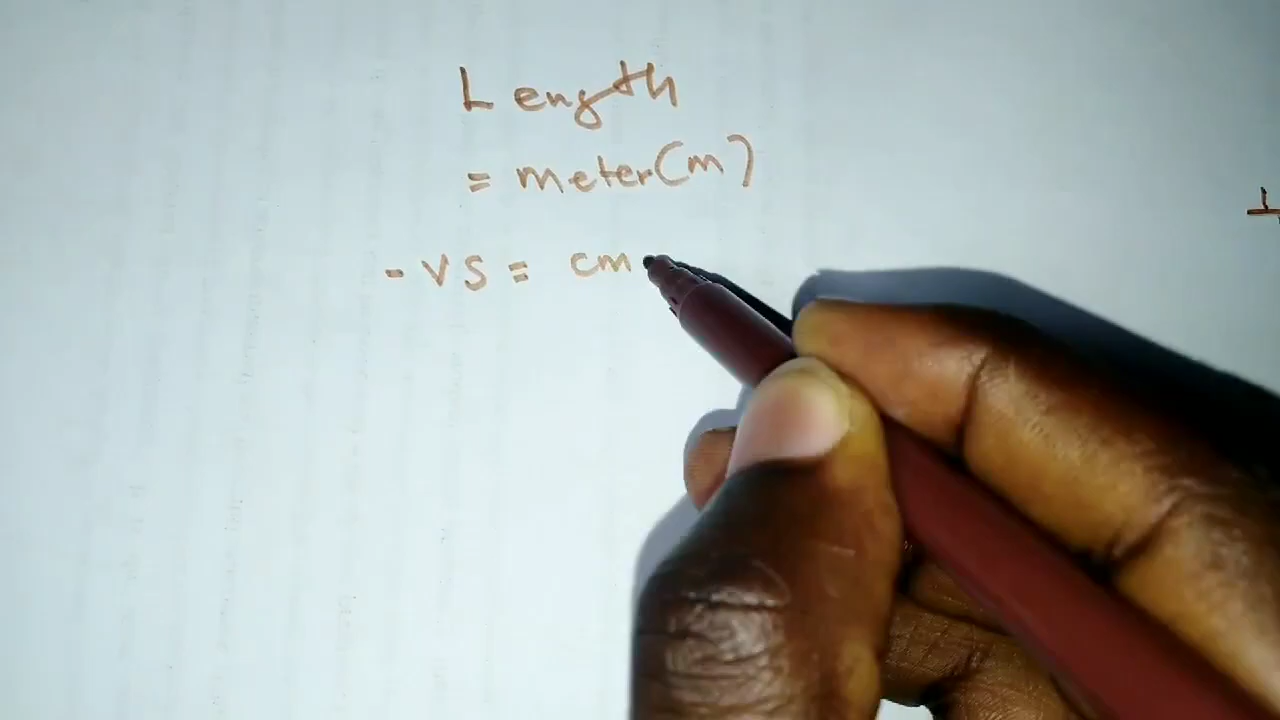 Length
= meter(m)
- VS = cm